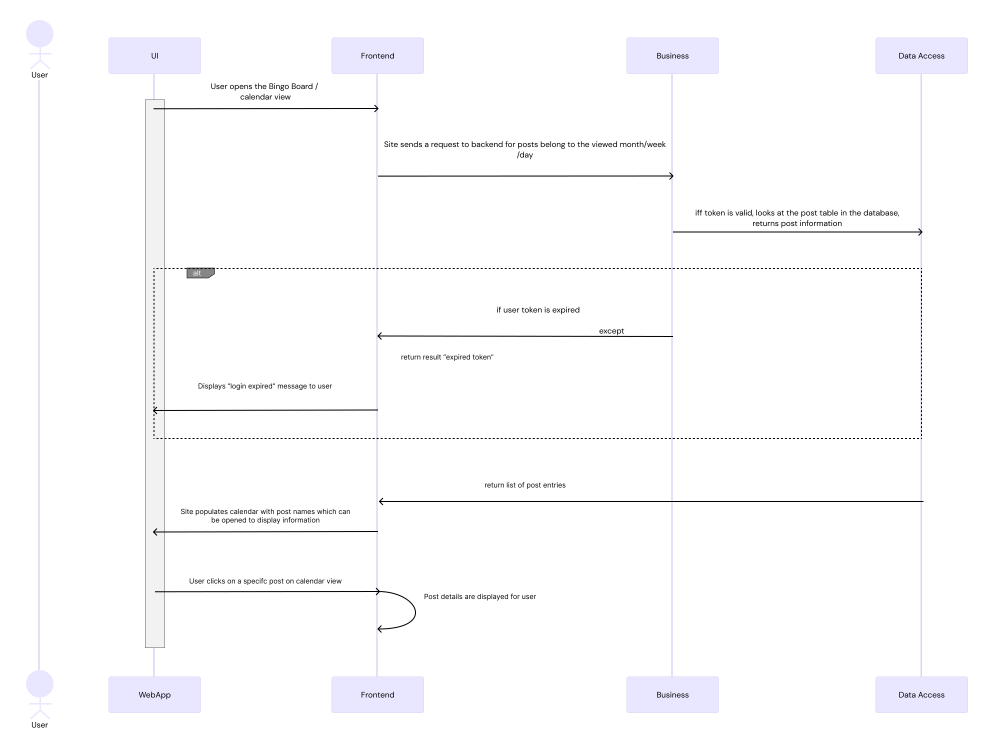 User
UI
Frontend
Business
Data Access
User opens the Bingo Board /
calendar view
Site sends a request to backend for posts belong to the viewed month/week
/day
iff token is valid, looks at the post table in the database,
returns post information
alt
if user token is expired
except
return result "expired token"
Displays "login expired" message to user
return list of post entries
Site populates calendar with post names which can
be opened to display information
User clicks on a specifc post on calendar view
Post details are displayed for user
WebApp
Frontend
Business
Data Access
User